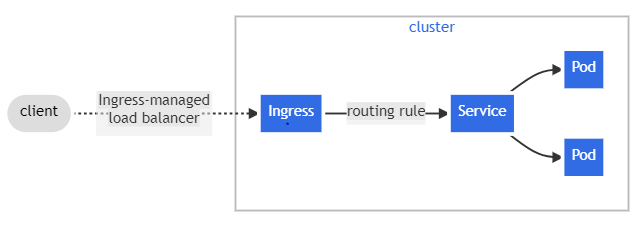 cluster
client
Ingress-managed
load balancer
Ingress
routing rule
Service
Pod
Pod